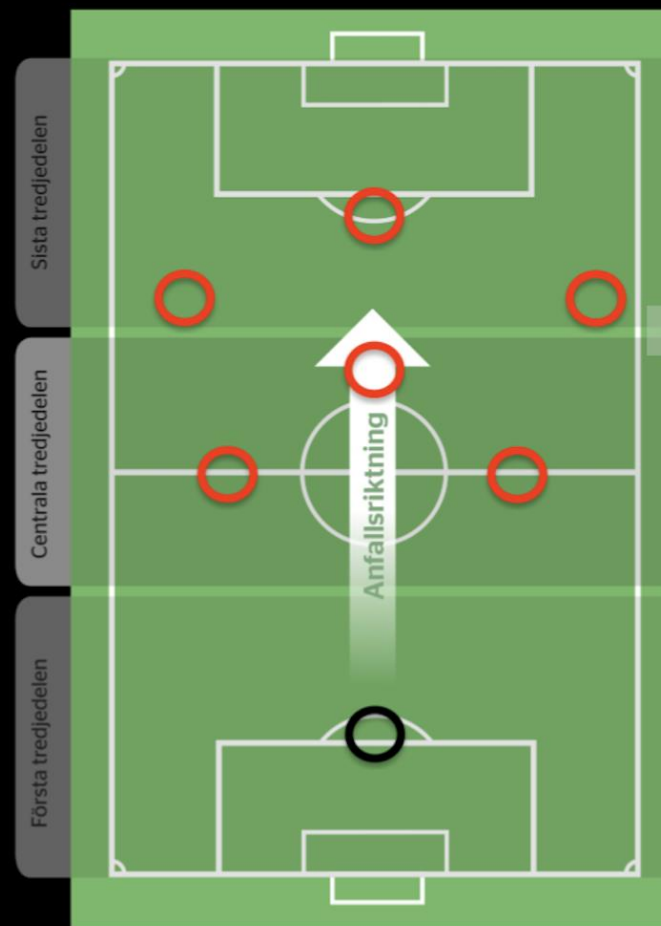 Sista tredjedelen
Centrala tredjedelen
Anfallsriktning
Första tredjedelen